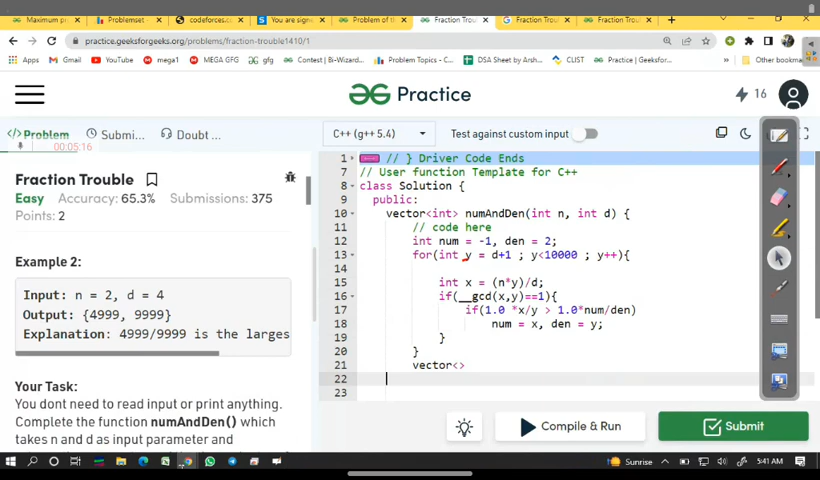 Maximum p
Problemset -
codeforces.co
You are signe
Problem of th
Fraction Trou
Fraction Trou
Fraction Trou
practice.geeksforgeeks.org/problems/fraction-trouble1410/1
Apps
Gmail
YouTube
mega1
MEGA GFG
gfg
Contest | Bi-Wizard...
Problem Topics - C...
DSA Sheet by Arsh...
CLIST
Practice | Geeksfor...
»
Other bookma
Practice
16
Problem
Submi...
Doubt ...
00:05:16
C++ (g++ 5.4)
Test against custom input
Fraction Trouble
Easy Accuracy: 65.3% Submissions: 375
Points: 2
Example 2:
Input: n = 2, d = 4
Output: {4999, 9999}
Explanation: 4999/9999 is the larges
Your Task:
You dont need to read input or print anything.
Complete the function numAndDen() which
takes n and d as input parameter and
1 // } Driver Code Ends
7 // User function Template for C++
8 class Solution {
9 public:
10 vector<int> numAndDen(int n, int d) {
11 // code here
12 int num = -1, den = 2;
13 for(int y = d+1 ; y<10000 ; y++){
14
15 int x = (n*y)/d;
16 if(__gcd(x,y)==1){
17 if(1.0 *x/y > 1.0*num/den)
18 num = x, den = y;
19 }
20 }
21 vector<>
22
23
Compile & Run
Submit
Sunrise
5:41 AM